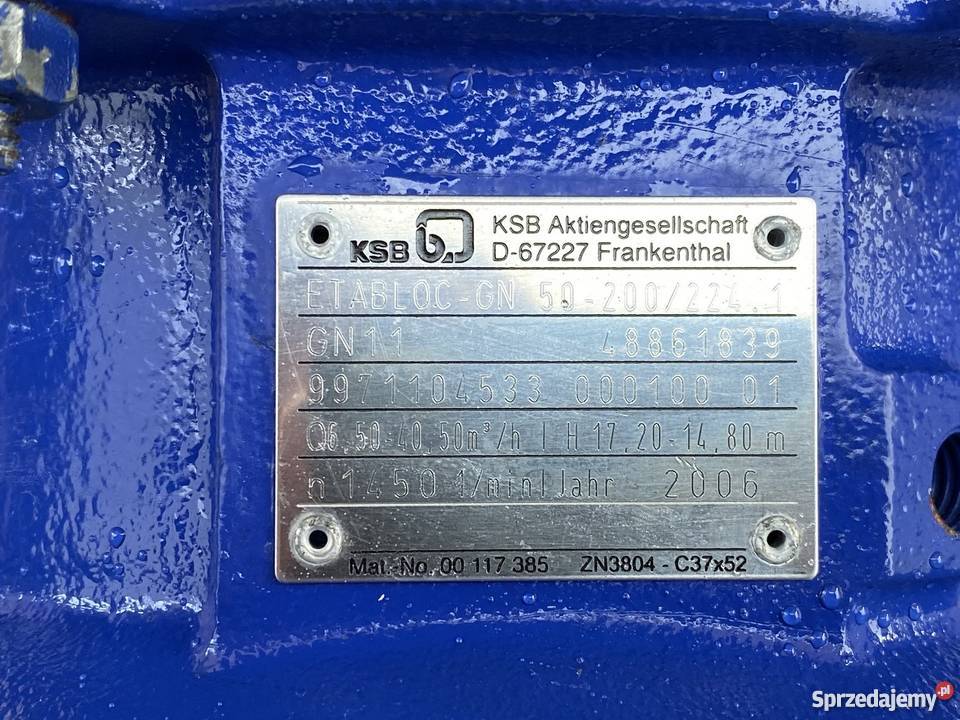 KSB KSB Aktiengesellschaft
D-67227 Frankenthal
ETABLOC-GN 50-200/224.1
GN11 48861839
9971104533 000100 01
Q6,50-40,50m³/h | H 17,20-14,80 m
n 1450 1/min|Jahr 2006
Mat.-No. 00 117 385 ZN3804 - C37x52
Sprzedajemy.pl